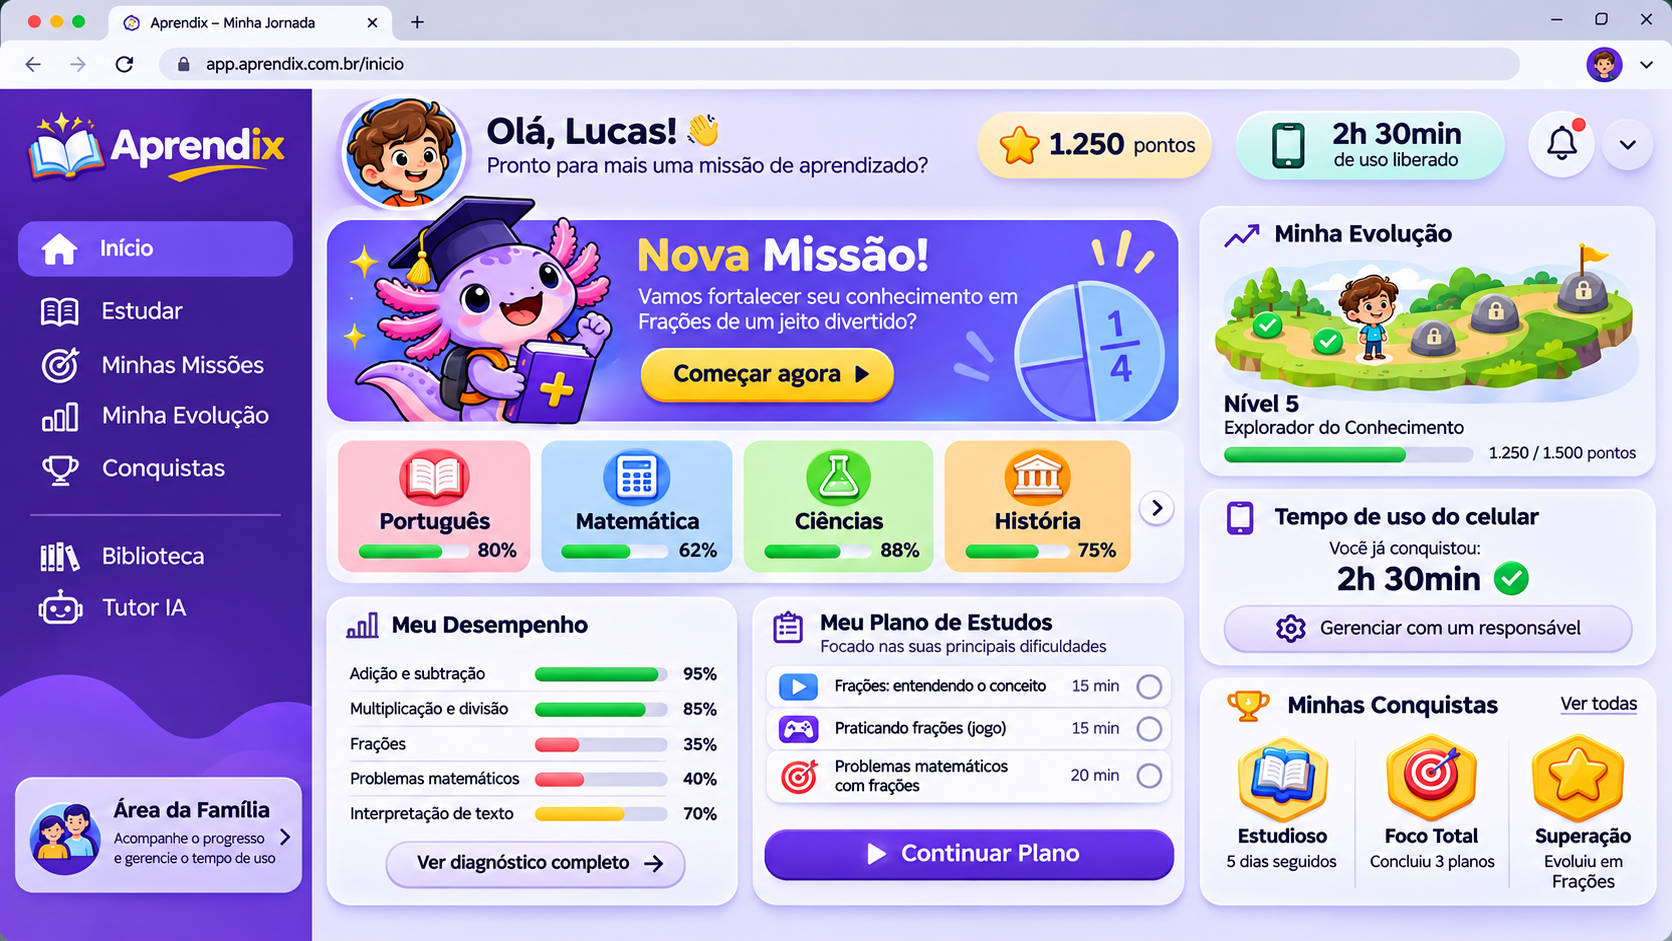 Aprendix – Minha Jornada
app.aprendix.com.br/inicio
Aprendix
Início
Estudar
Minhas Missões
Minha Evolução
Conquistas
Biblioteca
Tutor IA
Área da Família
Acompanhe o progresso
e gerencie o tempo de uso
Olá, Lucas!
Pronto para mais uma missão de aprendizado?
1.250 pontos
2h 30min
de uso liberado
Nova Missão!
Vamos fortalecer seu conhecimento em
Frações de um jeito divertido?
Começar agora
1
4
Português
80%
Matemática
62%
Ciências
88%
História
75%
Meu Desempenho
Adição e subtração 95%
Multiplicação e divisão 85%
Frações 35%
Problemas matemáticos 40%
Interpretação de texto 70%
Ver diagnóstico completo
Meu Plano de Estudos
Focado nas suas principais dificuldades
Frações: entendendo o conceito 15 min
Praticando frações (jogo) 15 min
Problemas matemáticos
com frações 20 min
Continuar Plano
Minha Evolução
Nível 5
Explorador do Conhecimento
1.250 / 1.500 pontos
Tempo de uso do celular
Você já conquistou:
2h 30min
Gerenciar com um responsável
Minhas Conquistas
Ver todas
Estudioso
5 dias seguidos
Foco Total
Concluiu 3 planos
Superação
Evoluiu em
Frações